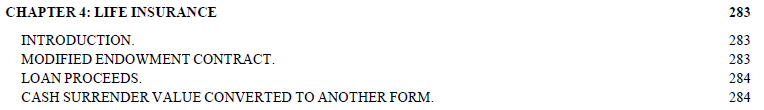 CHAPTER 4: LIFE INSURANCE 283
INTRODUCTION. 283
MODIFIED ENDOWMENT CONTRACT. 283
LOAN PROCEEDS. 284
CASH SURRENDER VALUE CONVERTED TO ANOTHER FORM. 284